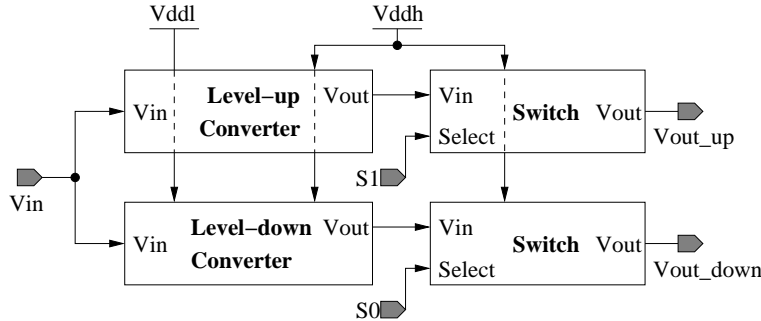 Vddl Vddh
Level-up
Vin Vout Vin Switch Vout
Converter
Select Vout_up
S1
Vin
Level-down Vout Vin
Vin Switch Vout
Converter
Select Vout_down
S0